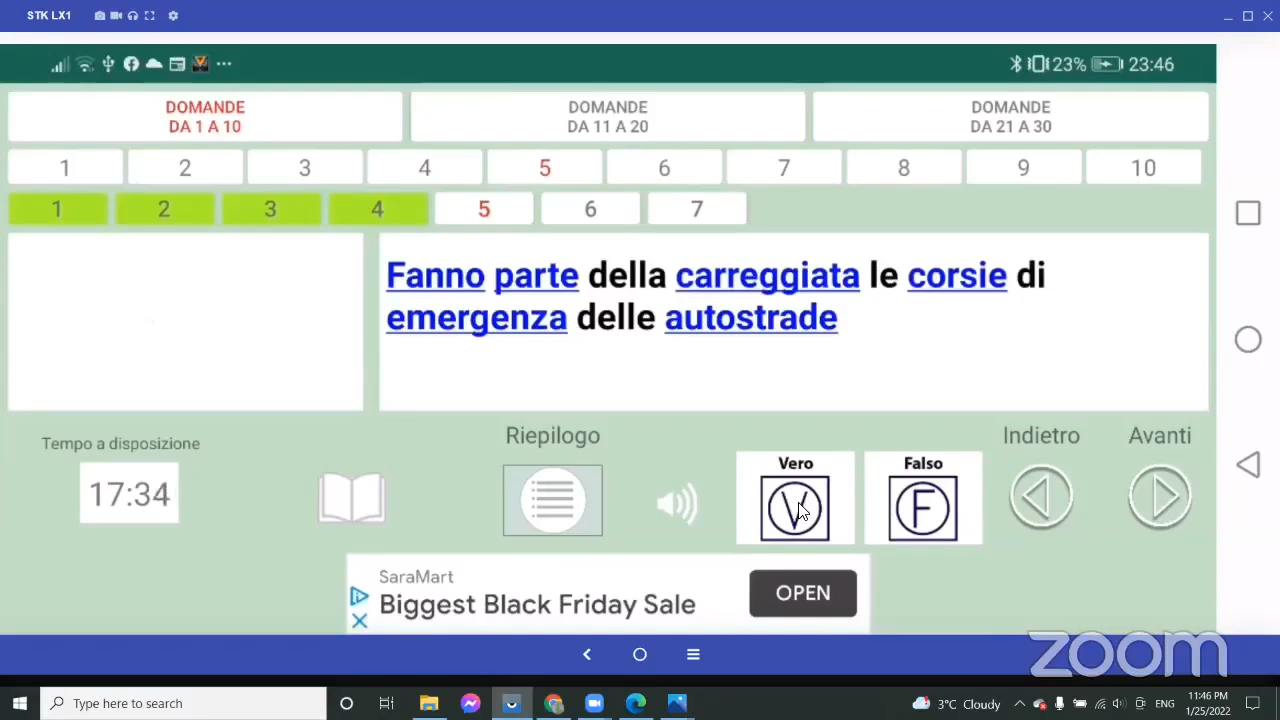 STK LX1
23% 23:46
DOMANDE
DA 1 A 10
DOMANDE
DA 11 A 20
DOMANDE
DA 21 A 30
1 2 3 4 5 6 7 8 9 10
1 2 3 4 5 6 7
Fanno parte della carreggiata le corsie di
emergenza delle autostrade
Tempo a disposizione
17:34
Riepilogo
Vero
V
Falso
F
Indietro
Avanti
SaraMart
Biggest Black Friday Sale
OPEN
zoom
Type here to search
3°C Cloudy
ENG
11:46 PM
1/25/2022